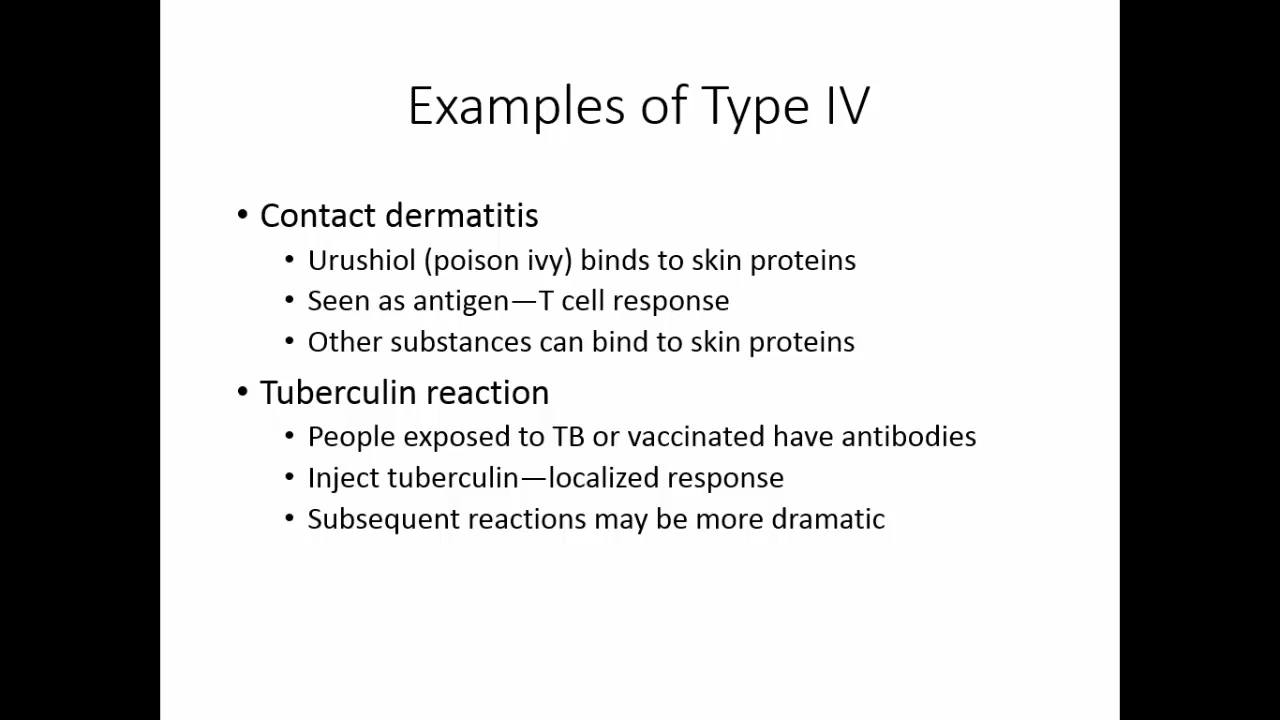 Examples of Type IV
• Contact dermatitis
• Urushiol (poison ivy) binds to skin proteins
• Seen as antigen—T cell response
• Other substances can bind to skin proteins
• Tuberculin reaction
• People exposed to TB or vaccinated have antibodies
• Inject tuberculin—localized response
• Subsequent reactions may be more dramatic